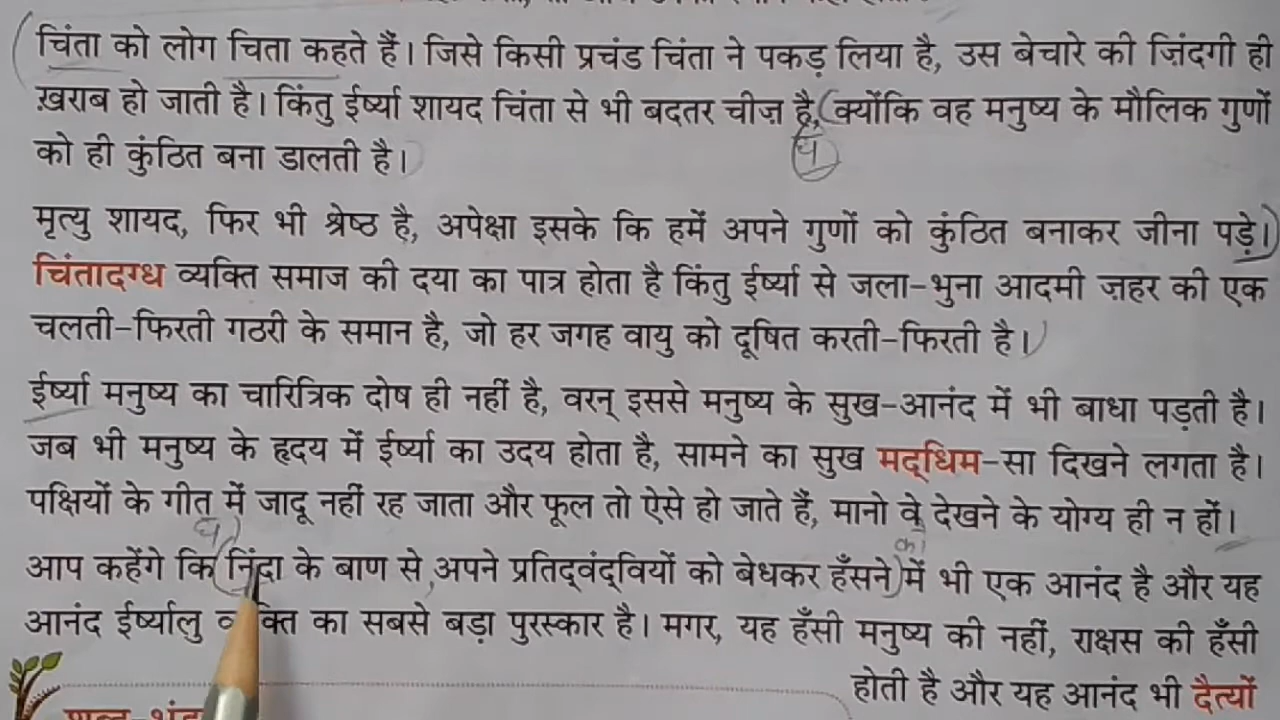 चिंता को लोग चिता कहते हैं। जिसे किसी प्रचंड चिंता ने पकड़ लिया है, उस बेचारे की ज़िंदगी ही
ख़राब हो जाती है। किंतु ईर्ष्या शायद चिंता से भी बदतर चीज़ है, (क्योंकि वह मनुष्य के मौलिक गुणों
को ही कुंठित बना डालती है।
मृत्यु शायद, फिर भी श्रेष्ठ है, अपेक्षा इसके कि हमें अपने गुणों को कुंठित बनाकर जीना पड़े।)
चिंतादग्ध व्यक्ति समाज की दया का पात्र होता है किंतु ईर्ष्या से जला-भुना आदमी ज़हर की एक
चलती-फिरती गठरी के समान है, जो हर जगह वायु को दूषित करती-फिरती है।
ईर्ष्या मनुष्य का चारित्रिक दोष ही नहीं है, वरन् इससे मनुष्य के सुख-आनंद में भी बाधा पड़ती है।
जब भी मनुष्य के हृदय में ईर्ष्या का उदय होता है, सामने का सुख मद्‌धिम-सा दिखने लगता है।
पक्षियों के गीत में जादू नहीं रह जाता और फूल तो ऐसे हो जाते हैं, मानो वे देखने के योग्य ही न हों।
आप कहेंगे कि (निंदा के बाण से अपने प्रतिद्‌वंद्‌वियों को बेधकर हँसने) में भी एक आनंद है और यह
आनंद ईर्ष्यालु का सबसे बड़ा पुरस्कार है। मगर, यह हँसी मनुष्य की नहीं, राक्षस की हँसी
होती है और यह आनंद भी दैत्यों